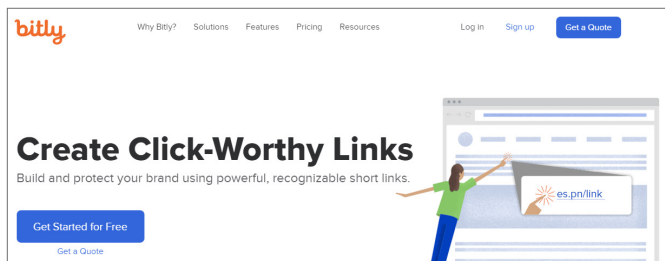 bitly Why Bitly? Solutions Features Pricing Resources Log in Sign up Get a Quote
Create Click-Worthy Links
Build and protect your brand using powerful, recognizable short links.
es.pn/link
Get Started for Free
Get a Quote